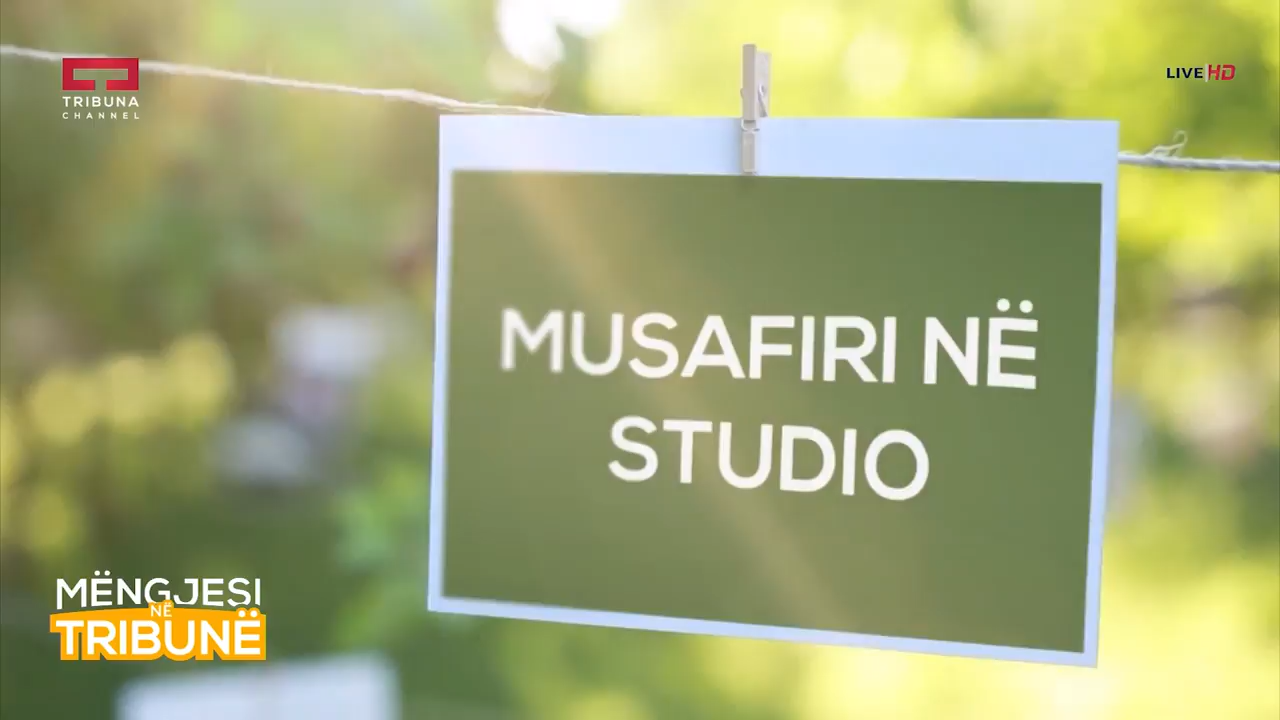 TRIBUNA
CHANNEL
LIVE HD
MUSAFIRI NË
STUDIO
MËNGJESI
NË
TRIBUNË